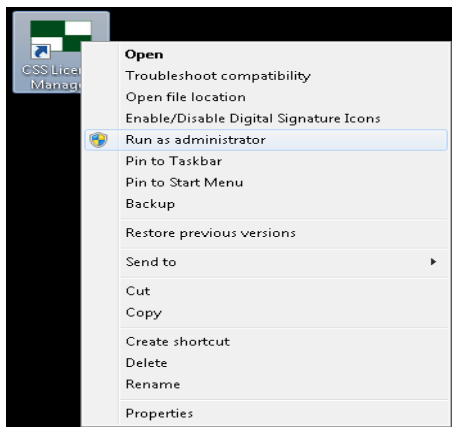 CSS Lice
Manag
Open
Troubleshoot compatibility
Open file location
Enable/Disable Digital Signature Icons
Run as administrator
Pin to Taskbar
Pin to Start Menu
Backup
Restore previous versions
Send to
Cut
Copy
Create shortcut
Delete
Rename
Properties